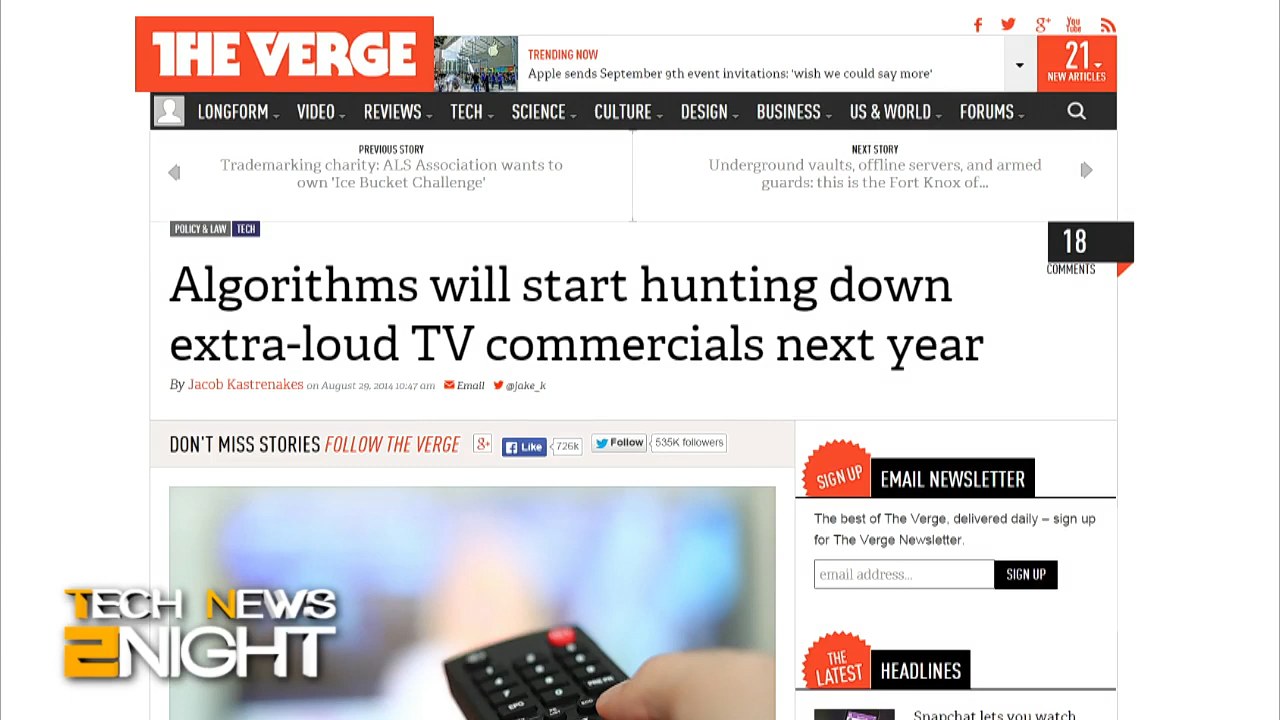 THE VERGE
TRENDING NOW
Apple sends September 9th event invitations: 'wish we could say more'
21
NEW ARTICLES
g+
You
Tube
LONGFORM VIDEO REVIEWS TECH SCIENCE CULTURE DESIGN BUSINESS US & WORLD FORUMS
PREVIOUS STORY
Trademarking charity: ALS Association wants to
own 'Ice Bucket Challenge'
NEXT STORY
Underground vaults, offline servers, and armed
guards: this is the Fort Knox of...
POLICY & LAW TECH
18
COMMENTS
Algorithms will start hunting down
extra-loud TV commercials next year
By Jacob Kastrenakes on August 29, 2014 10:47 am Email @jake_k
DON'T MISS STORIES FOLLOW THE VERGE g+ Like 726k Follow 535K followers
SIGN UP EMAIL NEWSLETTER
The best of The Verge, delivered daily – sign up
for The Verge Newsletter.
email address... SIGN UP
THE
LATEST HEADLINES
Snapchat lets you watch
EPG
TECH NEWS
2NIGHT